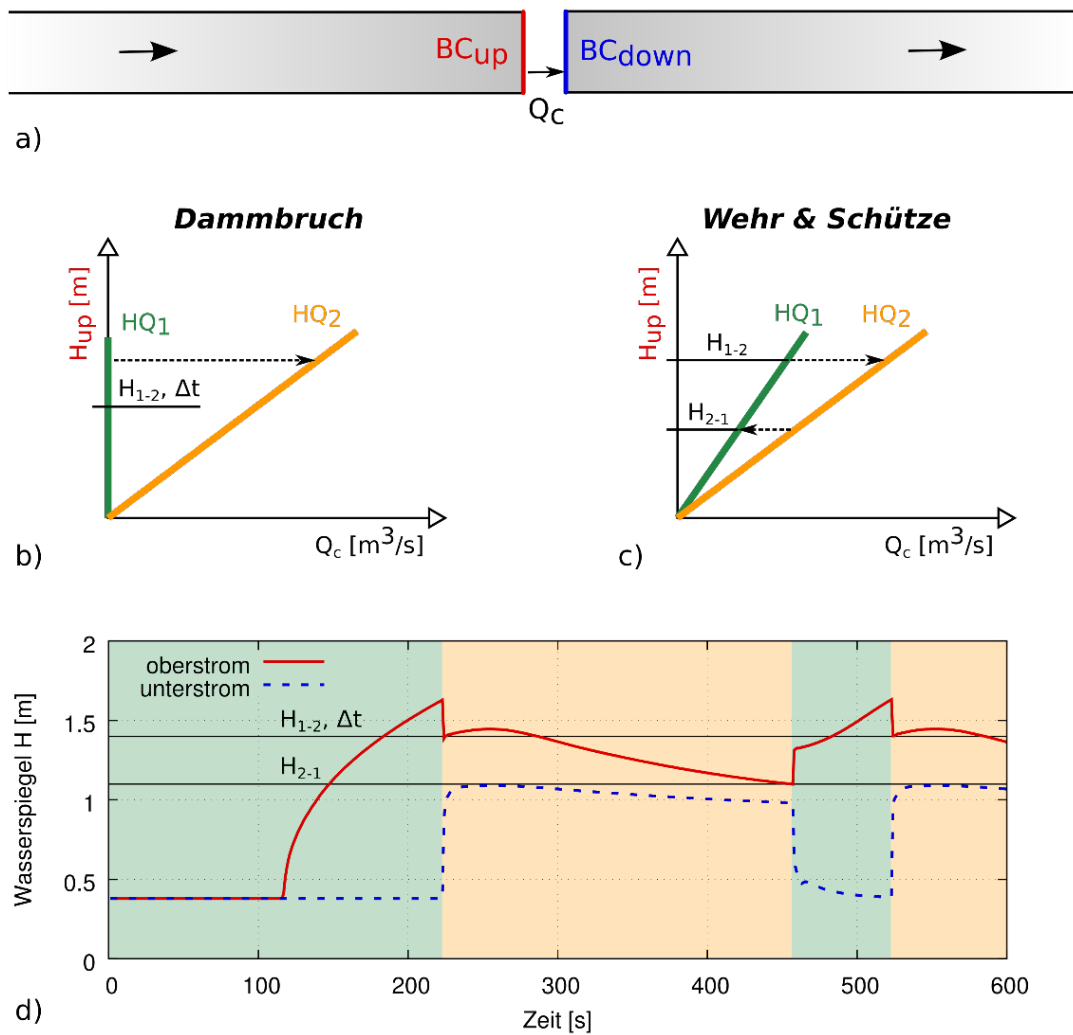 BCup
BCdown
Qc
a)
Dammbruch
Hup [m]
HQ1
HQ2
H1-2, Δt
Qc [m3/s]
b)
Wehr & Schütze
Hup [m]
HQ1
HQ2
H1-2
H2-1
Qc [m3/s]
c)
Wasserspiegel H [m]
2
1.5
1
0.5
0
oberstrom
unterstrom
H1-2, Δt
H2-1
0 100 200 300 400 500 600
Zeit [s]
d)